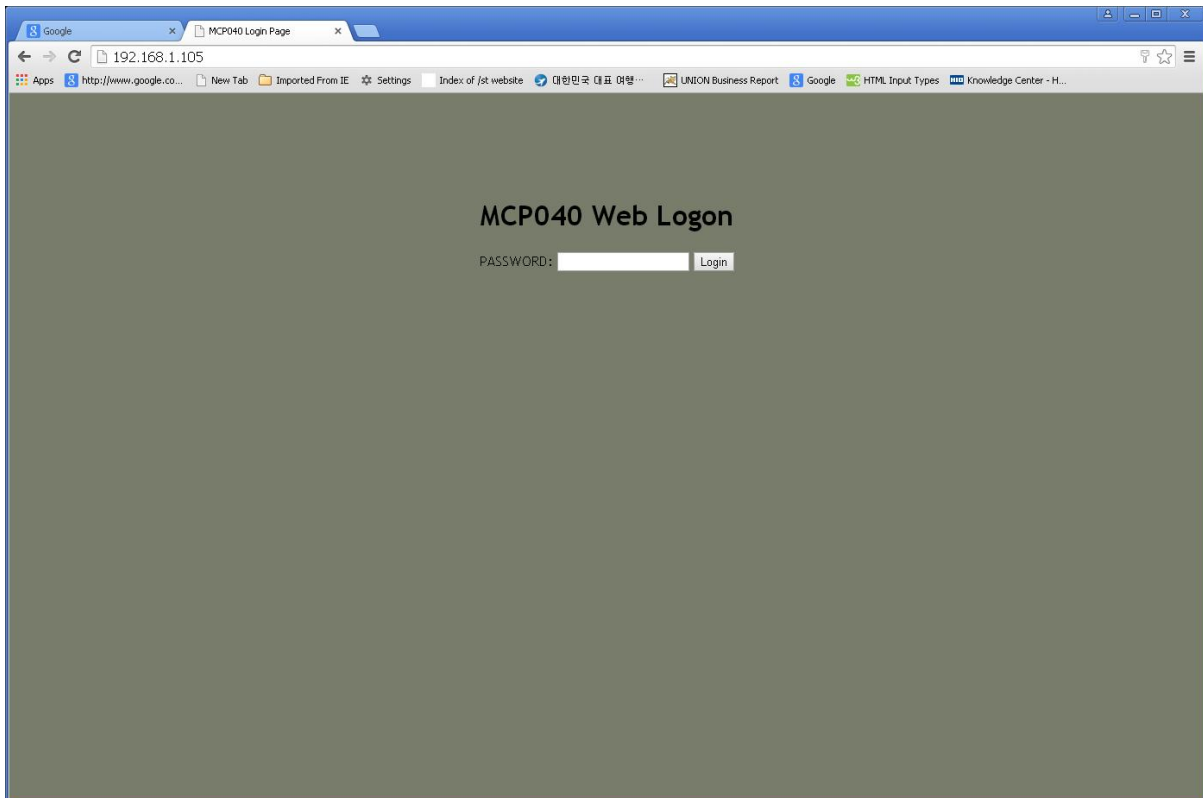 Google
MCP040 Login Page
192.168.1.105
Apps
http://www.google.co...
New Tab
Imported From IE
Settings
Index of /st website
대한민국 대표 여행…
UNION Business Report
Google
HTML Input Types
Knowledge Center - H...
MCP040 Web Logon
PASSWORD:
Login